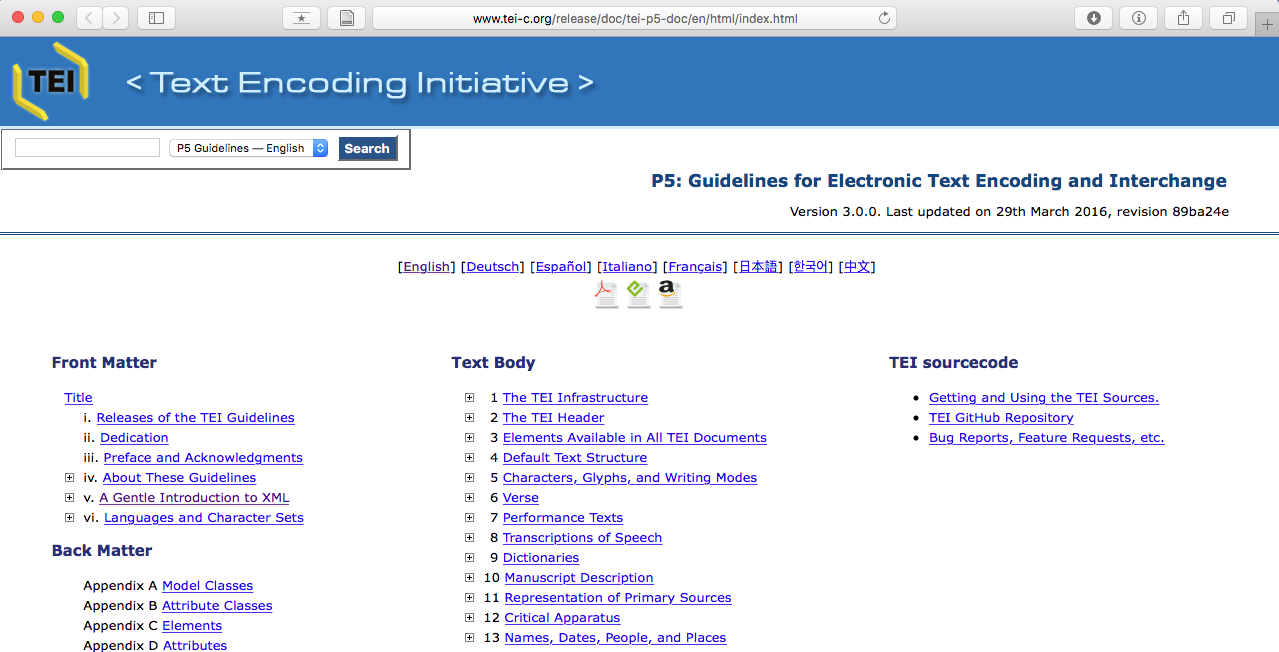 www.tei-c.org/release/doc/tei-p5-doc/en/html/index.html
TEI
< Text Encoding Initiative >
P5 Guidelines — English
Search
P5: Guidelines for Electronic Text Encoding and Interchange
Version 3.0.0. Last updated on 29th March 2016, revision 89ba24e
[English] [Deutsch] [Español] [Italiano] [Français] [日本語] [한국어] [中文]
Front Matter
Title
i. Releases of the TEI Guidelines
ii. Dedication
iii. Preface and Acknowledgments
iv. About These Guidelines
v. A Gentle Introduction to XML
vi. Languages and Character Sets
Back Matter
Appendix A Model Classes
Appendix B Attribute Classes
Appendix C Elements
Appendix D Attributes
Text Body
1 The TEI Infrastructure
2 The TEI Header
3 Elements Available in All TEI Documents
4 Default Text Structure
5 Characters, Glyphs, and Writing Modes
6 Verse
7 Performance Texts
8 Transcriptions of Speech
9 Dictionaries
10 Manuscript Description
11 Representation of Primary Sources
12 Critical Apparatus
13 Names, Dates, People, and Places
TEI sourcecode
• Getting and Using the TEI Sources.
• TEI GitHub Repository
• Bug Reports, Feature Requests, etc.